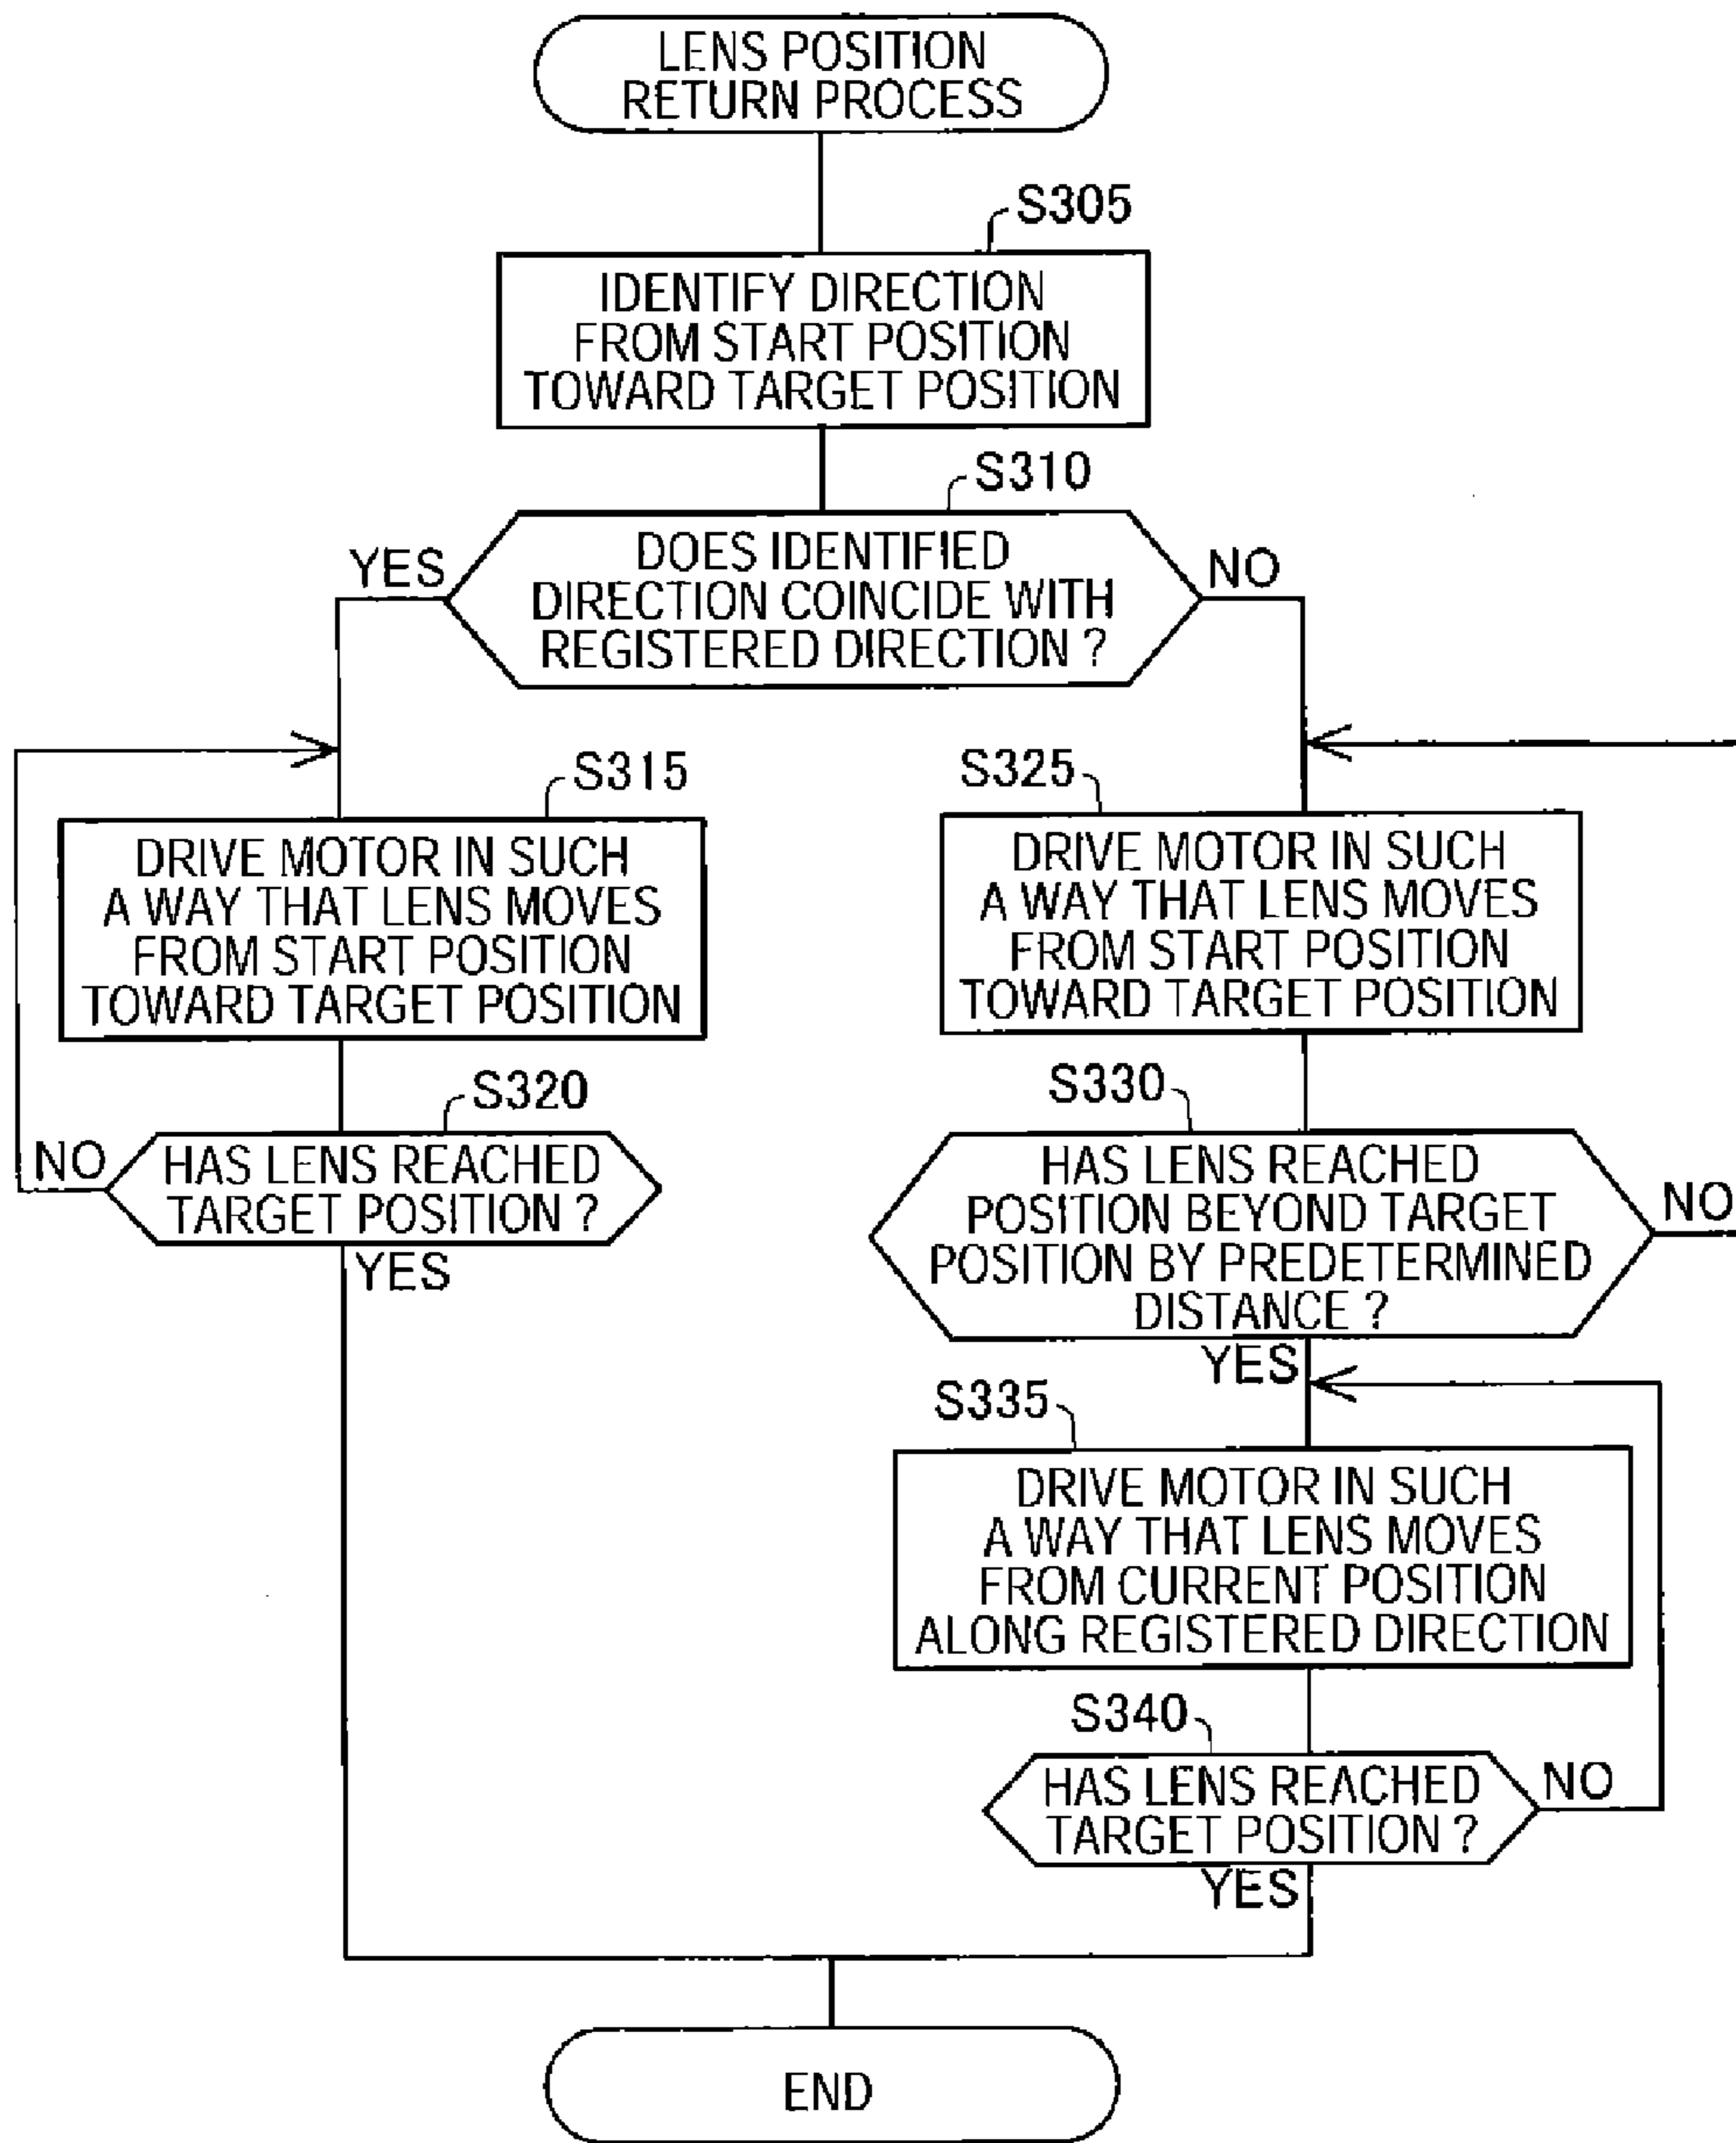 LENS POSITION
RETURN PROCESS
S305
IDENTIFY DIRECTION
FROM START POSITION
TOWARD TARGET POSITION
S310
YES
DOES IDENTIFIED
DIRECTION COINCIDE WITH
REGISTERED DIRECTION ?
NO
S315
DRIVE MOTOR IN SUCH
A WAY THAT LENS MOVES
FROM START POSITION
TOWARD TARGET POSITION
S320
NO
HAS LENS REACHED
TARGET POSITION ?
YES
S325
DRIVE MOTOR IN SUCH
A WAY THAT LENS MOVES
FROM START POSITION
TOWARD TARGET POSITION
S330
HAS LENS REACHED
POSITION BEYOND TARGET
POSITION BY PREDETERMINED
DISTANCE ?
NO
YES
S335
DRIVE MOTOR IN SUCH
A WAY THAT LENS MOVES
FROM CURRENT POSITION
ALONG REGISTERED DIRECTION
S340
HAS LENS REACHED
TARGET POSITION ?
NO
YES
END